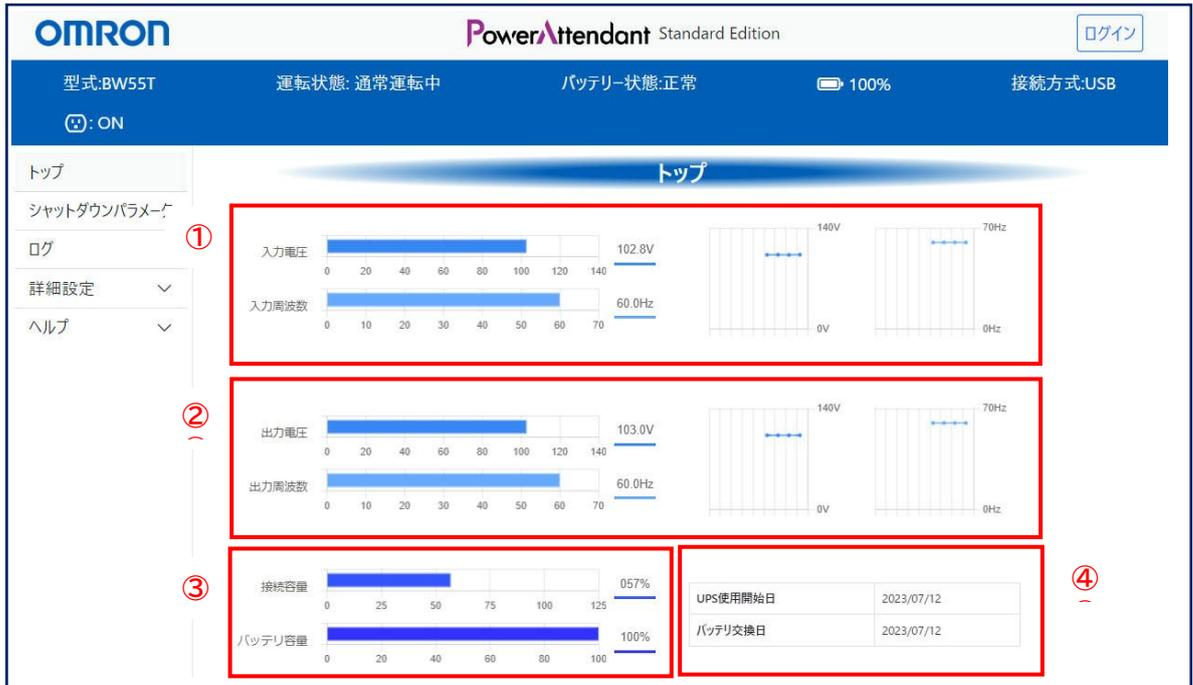 OMRON
PowerAttendant Standard Edition
ログイン
型式:BW55T
運転状態: 通常運転中
バッテリー状態:正常
100%
接続方式:USB
: ON
トップ
シャットダウンパラメータ
ログ
詳細設定
ヘルプ
トップ
①
入力電圧
102.8V
0 20 40 60 80 100 120 140
入力周波数
60.0Hz
0 10 20 30 40 50 60 70
140V
0V
70Hz
0Hz
②
出力電圧
103.0V
0 20 40 60 80 100 120 140
出力周波数
60.0Hz
0 10 20 30 40 50 60 70
140V
0V
70Hz
0Hz
③
接続容量
057%
0 25 50 75 100 125
バッテリ容量
100%
0 20 40 60 80 100
④
UPS使用開始日 2023/07/12
バッテリ交換日 2023/07/12